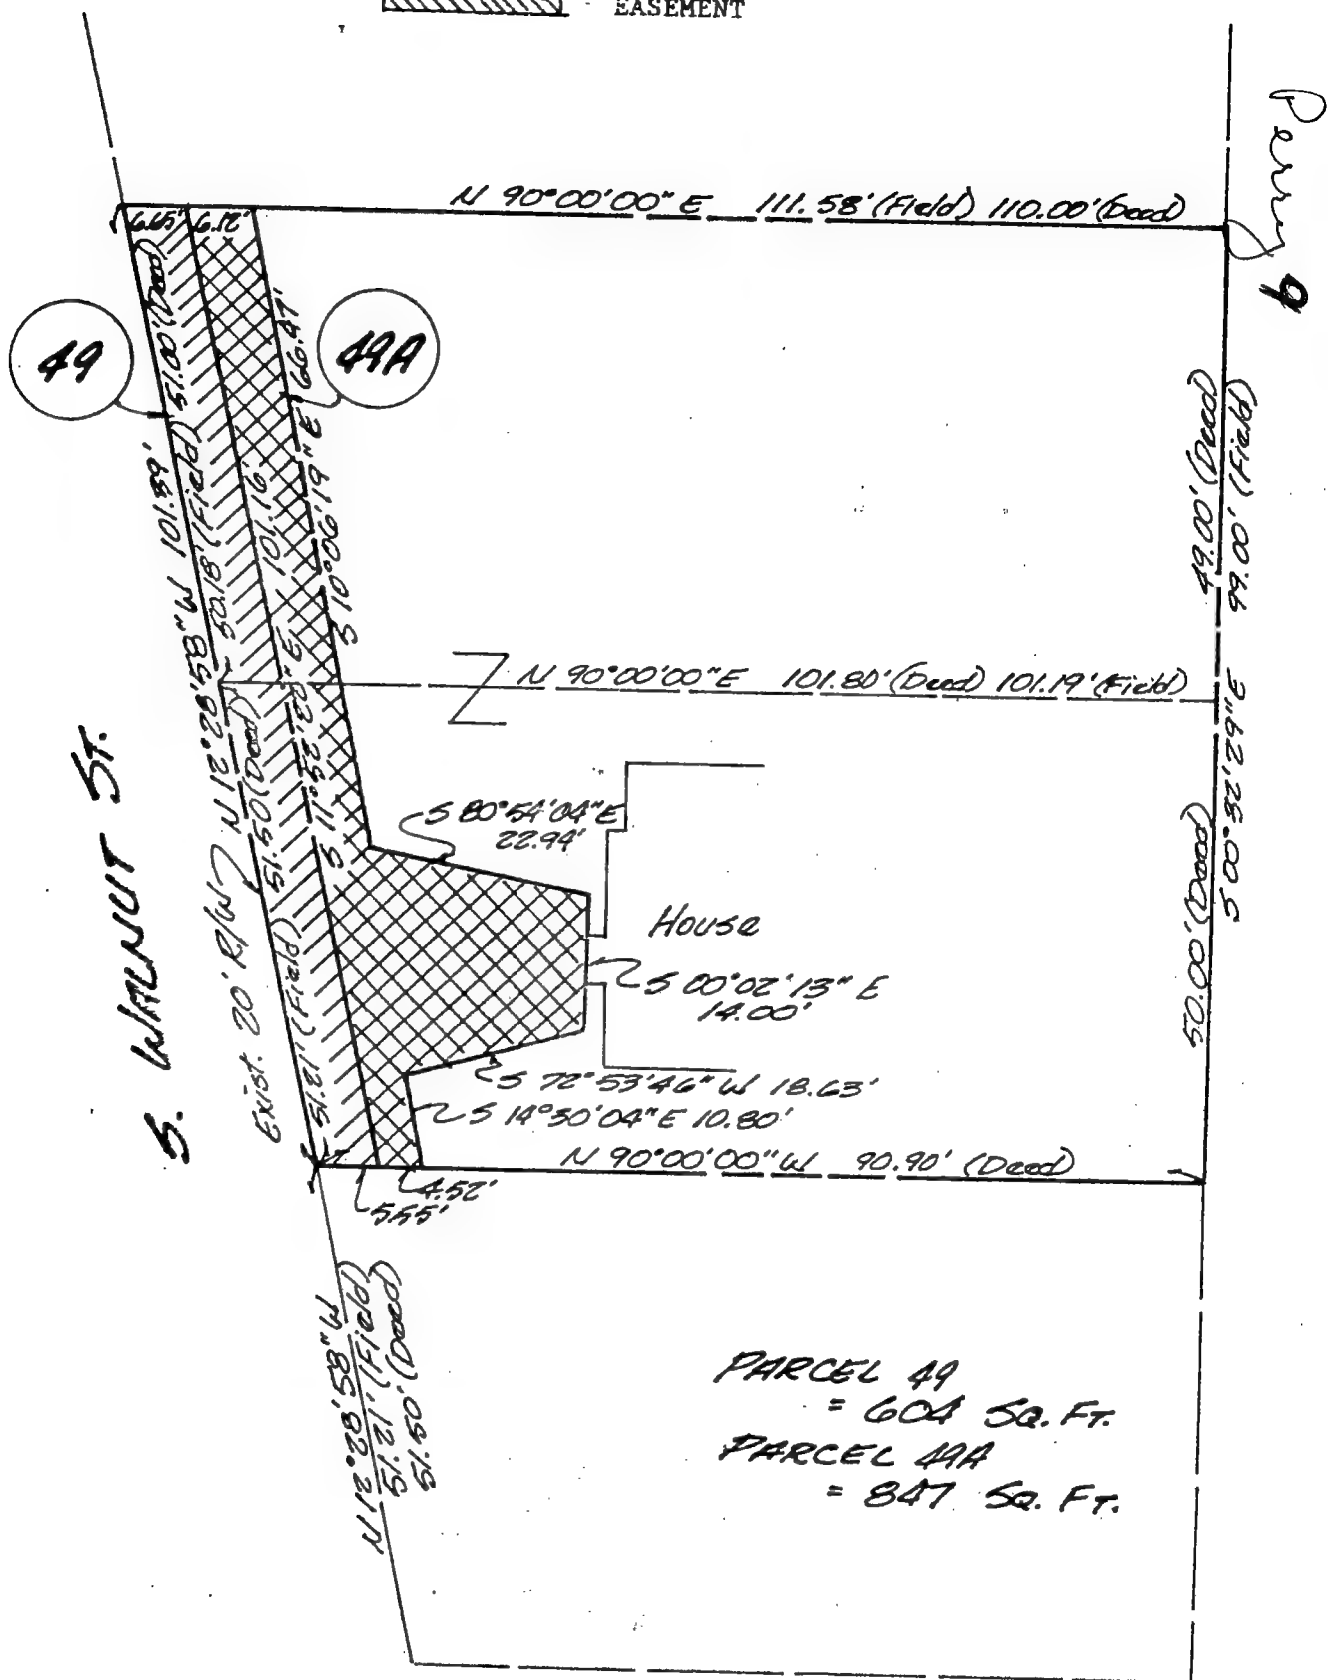 EASEMENT
Perry 9
N 90°00'00" E 111.58' (Field) 110.00' (Deed)
6.65' 6.12'
49
49A
51.00' (Deed)
50.18' (Field)
N 12°28'58" W 101.39'
S 10°06'19" E 66.47'
S 11°52'23" E 101.16'
49.00' (Deed)
99.00' (Field)
S 00°32'29" E
50.00' (Deed)
N 90°00'00" E 101.80' (Deed) 101.19' (Field)
S. WALNUT ST.
Exist. 20' R/W
51.50 (Deed)
51.21' (Field)
S 80°54'04" E
22.94'
House
S 00°02'13" E
14.00'
S 72°53'46" W 18.63'
S 14°30'04" E 10.80'
N 90°00'00" W 90.90' (Deed)
4.52'
5.55'
N 12°28'58" W
51.21' (Field)
51.50' (Deed)
PARCEL 49
= 604 SQ. FT.
PARCEL 49A
= 847 SQ. FT.